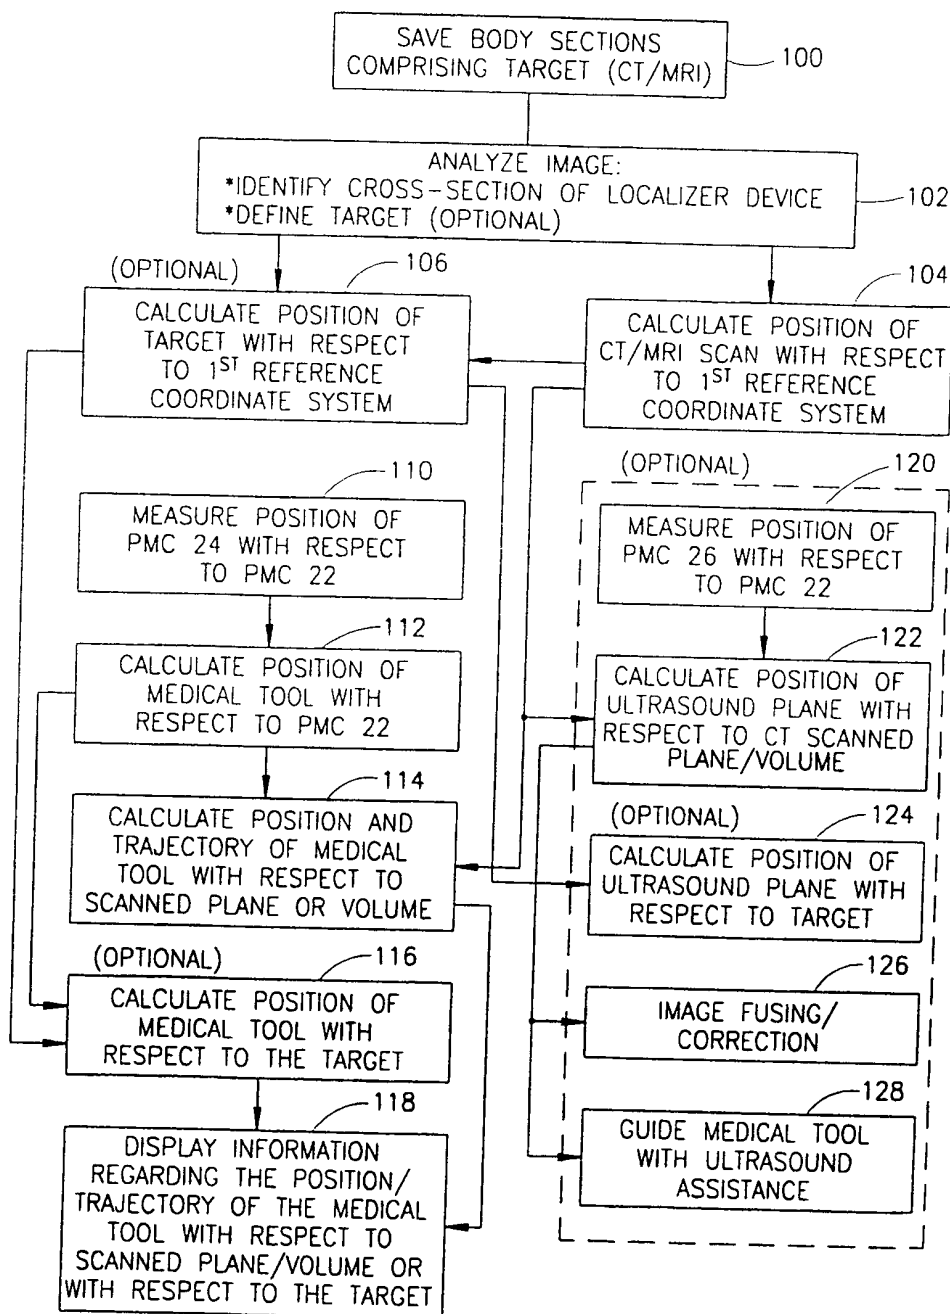 SAVE BODY SECTIONS
COMPRISING TARGET (CT/MRI)
100
ANALYZE IMAGE:
*IDENTIFY CROSS-SECTION OF LOCALIZER DEVICE
*DEFINE TARGET (OPTIONAL)
102
(OPTIONAL)
106
CALCULATE POSITION OF
TARGET WITH RESPECT
TO 1ST REFERENCE
COORDINATE SYSTEM
104
CALCULATE POSITION OF
CT/MRI SCAN WITH RESPECT
TO 1ST REFERENCE
COORDINATE SYSTEM
110
MEASURE POSITION OF
PMC 24 WITH RESPECT
TO PMC 22
112
CALCULATE POSITION OF
MEDICAL TOOL WITH
RESPECT TO PMC 22
114
CALCULATE POSITION AND
TRAJECTORY OF MEDICAL
TOOL WITH RESPECT TO
SCANNED PLANE OR VOLUME
(OPTIONAL)
116
CALCULATE POSITION OF
MEDICAL TOOL WITH
RESPECT TO THE TARGET
118
DISPLAY INFORMATION
REGARDING THE POSITION/
TRAJECTORY OF THE MEDICAL
TOOL WITH RESPECT TO
SCANNED PLANE/VOLUME OR
WITH RESPECT TO THE TARGET
(OPTIONAL)
120
MEASURE POSITION OF
PMC 26 WITH RESPECT
TO PMC 22
122
CALCULATE POSITION OF
ULTRASOUND PLANE WITH
RESPECT TO CT SCANNED
PLANE/VOLUME
(OPTIONAL)
124
CALCULATE POSITION OF
ULTRASOUND PLANE WITH
RESPECT TO TARGET
126
IMAGE FUSING/
CORRECTION
128
GUIDE MEDICAL TOOL
WITH ULTRASOUND
ASSISTANCE